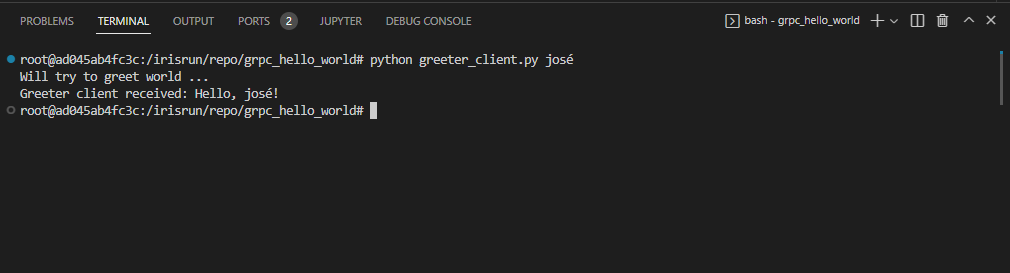 PROBLEMS TERMINAL OUTPUT PORTS 2 JUPYTER DEBUG CONSOLE bash - grpc_hello_world
root@ad045ab4fc3c:/irisrun/repo/grpc_hello_world# python greeter_client.py josé
Will try to greet world ...
Greeter client received: Hello, josé!
root@ad045ab4fc3c:/irisrun/repo/grpc_hello_world#